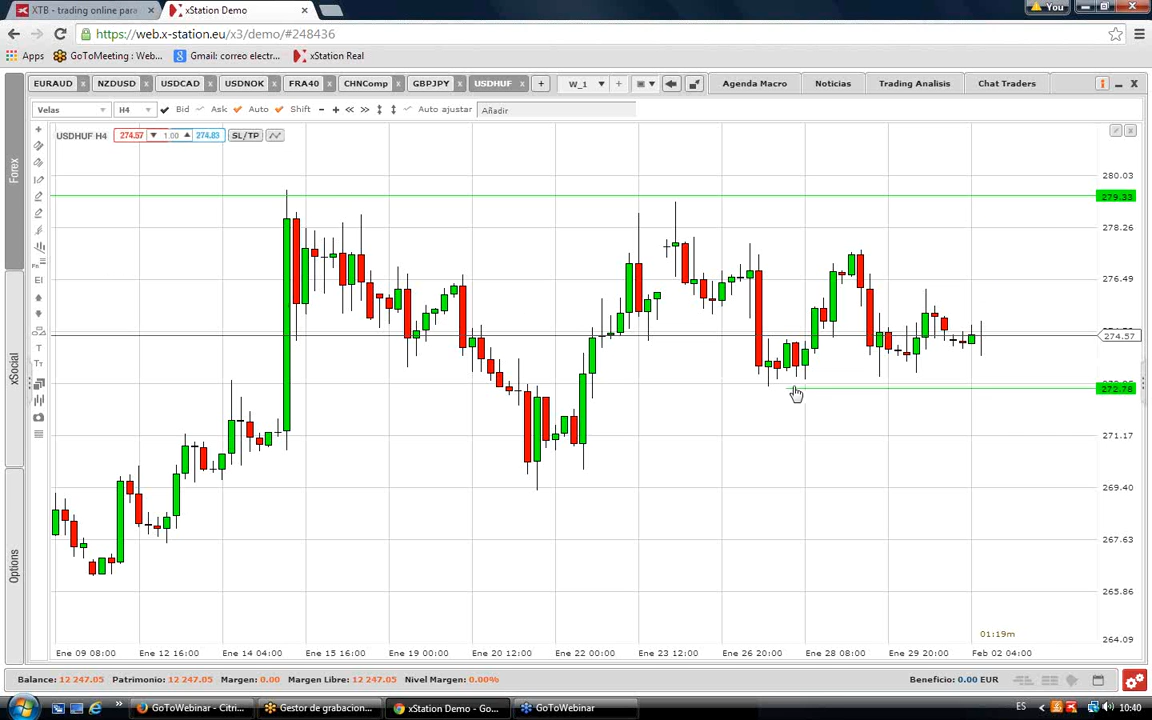 XTB - trading online para
xStation Demo
You
https://web.x-station.eu/x3/demo/#248436
Apps GoToMeeting : Web... Gmail: correo electr... xStation Real
EURAUD NZDUSD USDCAD USDNOK FRA40 CHNComp GBPJPY USDHUF + W_1 Agenda Macro Noticias Trading Analisis Chat Traders
Velas H4 Bid Ask Auto Shift Auto ajustar Añadir
USDHUF H4 274.57 1.00 274.83 SL/TP
Forex
xSocial
Options
280.03
279.33
278.26
276.49
274.57
272.78
271.17
269.40
267.63
265.86
264.09
01:19m
Ene 09 08:00 Ene 12 16:00 Ene 14 04:00 Ene 15 16:00 Ene 19 00:00 Ene 20 12:00 Ene 22 00:00 Ene 23 12:00 Ene 26 20:00 Ene 28 08:00 Ene 29 20:00 Feb 02 04:00
Balance: 12 247.05 Patrimonio: 12 247.05 Margen: 0.00 Margen Libre: 12 247.05 Nivel Margen: 0.00% Beneficio: 0.00 EUR
GoToWebinar - Citri... Gestor de grabacion... xStation Demo - Go... GoToWebinar ES 10:40